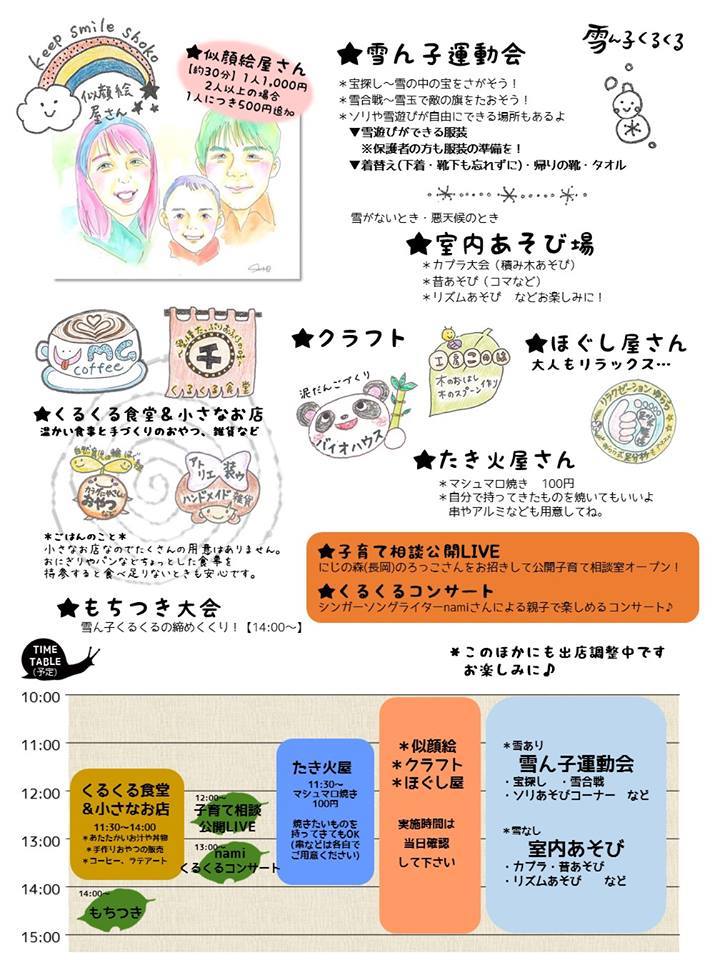 keep smile shoko
似顔絵
屋さん
★似顔絵屋さん
【約30分】1人1,000円
2人以上の場合
1人につき500円追加
雪ん子くるくる
★雪ん子運動会
＊宝探し～雪の中の宝をさがそう！
＊雪合戦～雪玉で敵の旗をたおそう！
＊ソリや雪遊びが自由にできる場所もあるよ
▼雪遊びができる服装
※保護者の方も服装の準備を！
▼着替え(下着・靴下も忘れずに)・帰りの靴・タオル
雪がないとき・悪天候のとき
★室内あそび場
＊カプラ大会（積み木あそび）
＊昔あそび（コマなど）
＊リズムあそび　などお楽しみに！
UMG
coffee
千
くるくる食堂
★くるくる食堂＆小さなお店
温かい食事と手づくりのおやつ、雑貨など
おやつ
アトリエ装ウ
ハンドメイド雑貨
＊ごはんのこと＊
小さなお店なのでたくさんの用意はありません。
おにぎりやパンなどちょっとした食事を
持参すると食べ足りないときも安心です。
★クラフト
泥だんごづくり
バイオハウス
工房このは
木のおはし
木のスプーン作り
★ほぐし屋さん
大人もリラックス…
★たき火屋さん
＊マシュマロ焼き　100円
＊自分で持ってきたものを焼いてもいいよ
串やアルミなども用意してね。
★子育て相談公開LIVE
にじの森(長岡)のろっこさんをお招きして公開子育て相談室オープン！
★くるくるコンサート
シンガーソングライターnamiさんによる親子で楽しめるコンサート♪
★もちつき大会
雪ん子くるくるの締めくくり！【14:00～】
＊このほかにも出店調整中です
お楽しみに♪
TIME
TABLE
(予定)
10:00
11:00
12:00
13:00
14:00
15:00
くるくる食堂
＆小さなお店
11:30～14:00
＊あたたかいおけや丼物
＊手作りおやつの販売
＊コーヒー、ラテアート
14:00～
もちつき
12:00～
子育て相談
公開LIVE
13:00～
nami
くるくるコンサート
たき火屋
11:30～
マシュマロ焼き
100円
焼きたいものを
持ってきてもOK
(串などは各自で
ご用意ください)
＊似顔絵
＊クラフト
＊ほぐし屋
実施時間は
当日確認
して下さい
＊雪あり
雪ん子運動会
・宝探し　・雪合戦
・ソリあそびコーナー　など
＊雪なし
室内あそび
・カプラ・昔あそび
・リズムあそび　　など